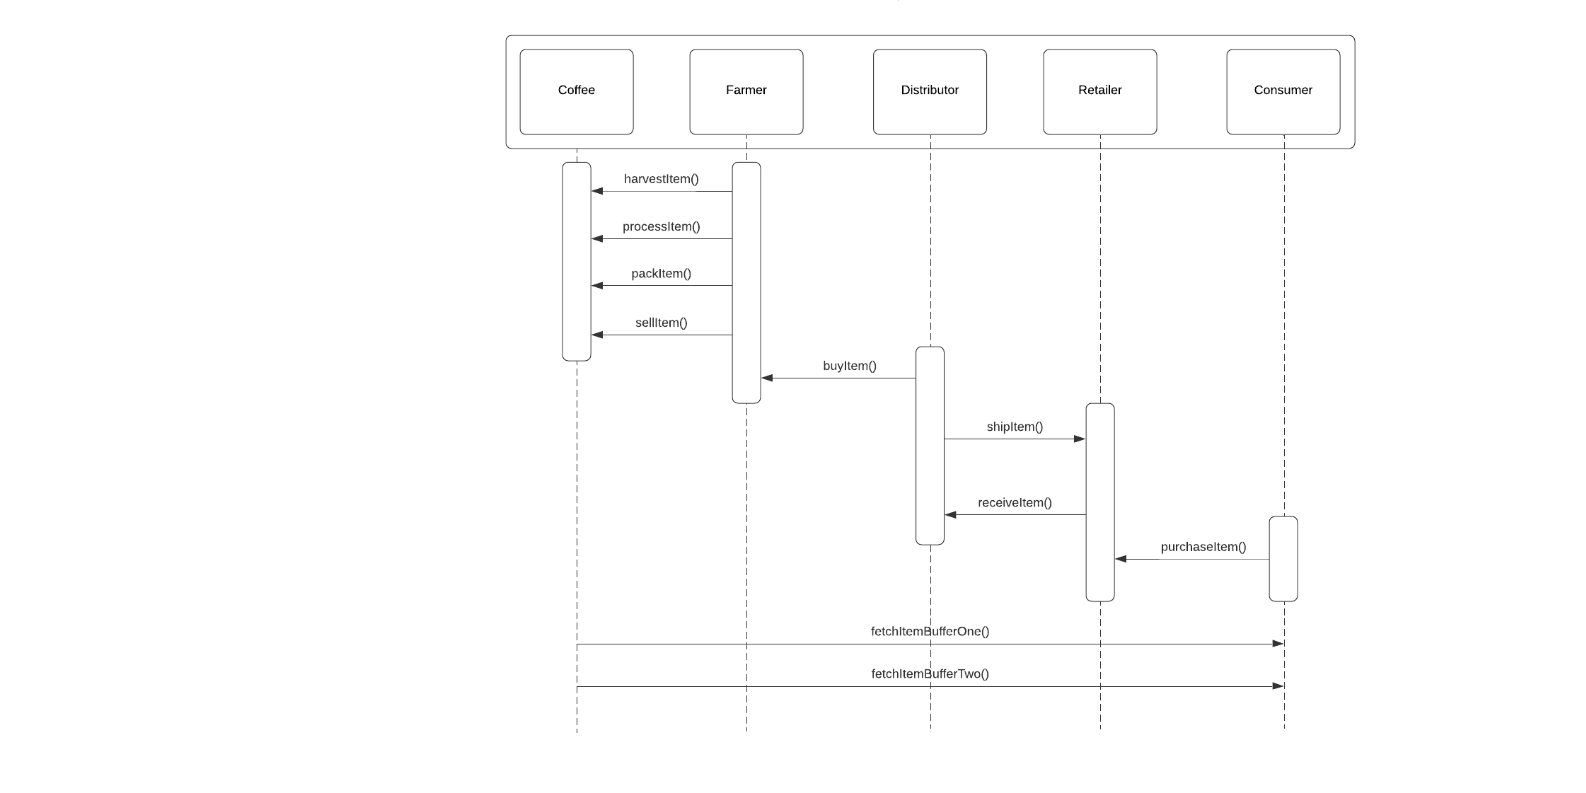 Coffee
Farmer
Distributor
Retailer
Consumer
harvestItem()
processItem()
packItem()
sellItem()
buyItem()
shipItem()
receiveItem()
purchaseItem()
fetchItemBufferOne()
fetchItemBufferTwo()